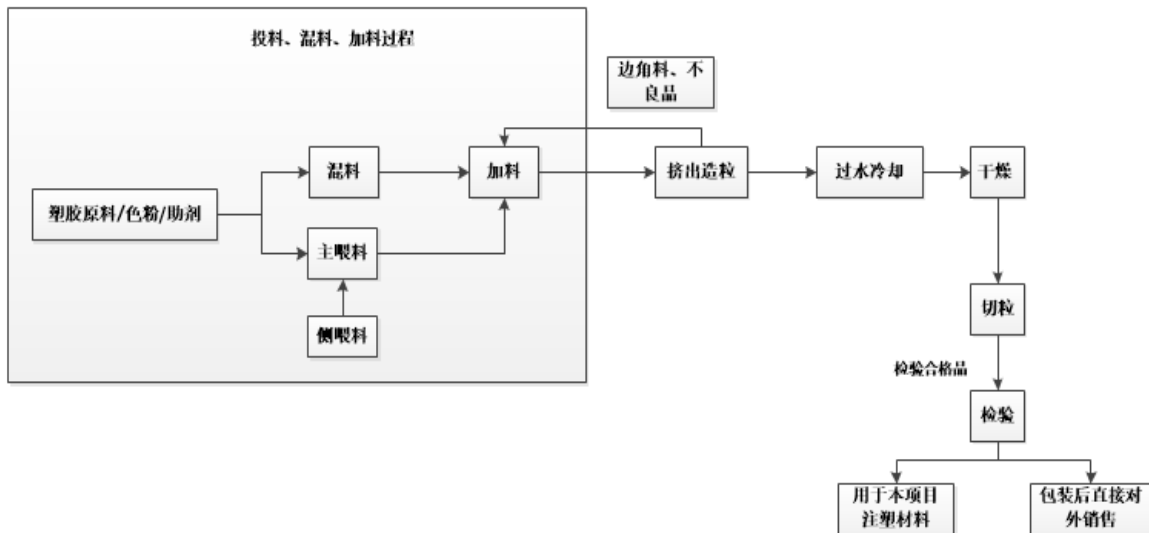 投料、混料、加料过程
边角料、不
良品
混料
加料
挤出造粒
过水冷却
干燥
塑胶原料/色粉/助剂
主喂料
侧喂料
切粒
检验合格品
检验
用于本项目
注塑材料
包装后直接对
外销售